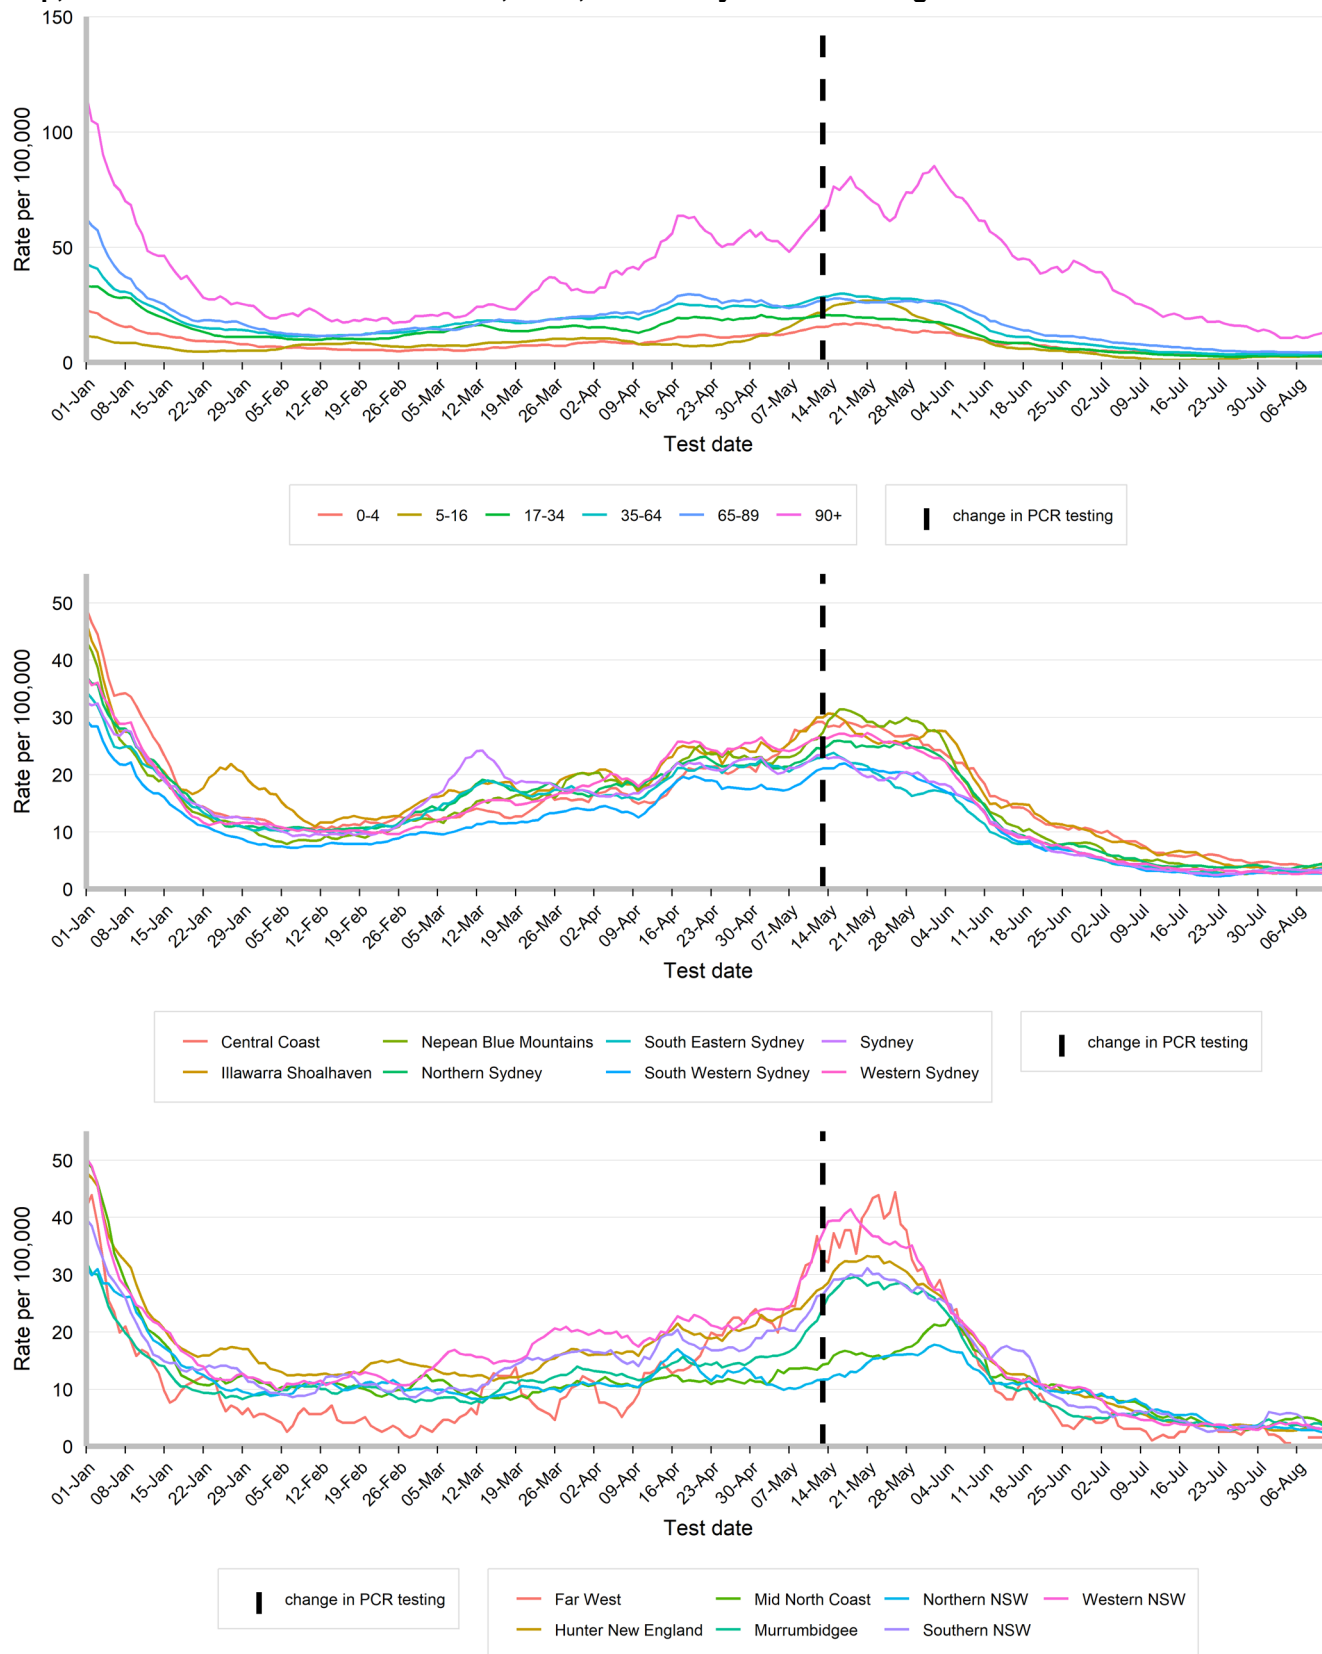 150
100
50
0
Rate per 100,000
01-Jan 08-Jan 15-Jan 22-Jan 29-Jan 05-Feb 12-Feb 19-Feb 26-Feb 05-Mar 12-Mar 19-Mar 26-Mar 02-Apr 09-Apr 16-Apr 23-Apr 30-Apr 07-May 14-May 21-May 28-May 04-Jun 11-Jun 18-Jun 25-Jun 02-Jul 09-Jul 16-Jul 23-Jul 30-Jul 06-Aug
Test date
0-4 5-16 17-34 35-64 65-89 90+ change in PCR testing
50
40
30
20
10
0
Rate per 100,000
01-Jan 08-Jan 15-Jan 22-Jan 29-Jan 05-Feb 12-Feb 19-Feb 26-Feb 05-Mar 12-Mar 19-Mar 26-Mar 02-Apr 09-Apr 16-Apr 23-Apr 30-Apr 07-May 14-May 21-May 28-May 04-Jun 11-Jun 18-Jun 25-Jun 02-Jul 09-Jul 16-Jul 23-Jul 30-Jul 06-Aug
Test date
Central Coast Nepean Blue Mountains South Eastern Sydney Sydney change in PCR testing
Illawarra Shoalhaven Northern Sydney South Western Sydney Western Sydney
50
40
30
20
10
0
Rate per 100,000
01-Jan 08-Jan 15-Jan 22-Jan 29-Jan 05-Feb 12-Feb 19-Feb 26-Feb 05-Mar 12-Mar 19-Mar 26-Mar 02-Apr 09-Apr 16-Apr 23-Apr 30-Apr 07-May 14-May 21-May 28-May 04-Jun 11-Jun 18-Jun 25-Jun 02-Jul 09-Jul 16-Jul 23-Jul 30-Jul 06-Aug
Test date
change in PCR testing Far West Mid North Coast Northern NSW Western NSW
Hunter New England Murrumbidgee Southern NSW